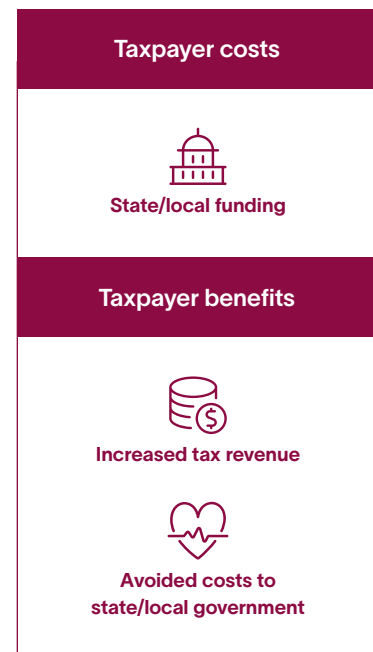 Taxpayer costs
State/local funding
Taxpayer benefits
$
Increased tax revenue
Avoided costs to
state/local government